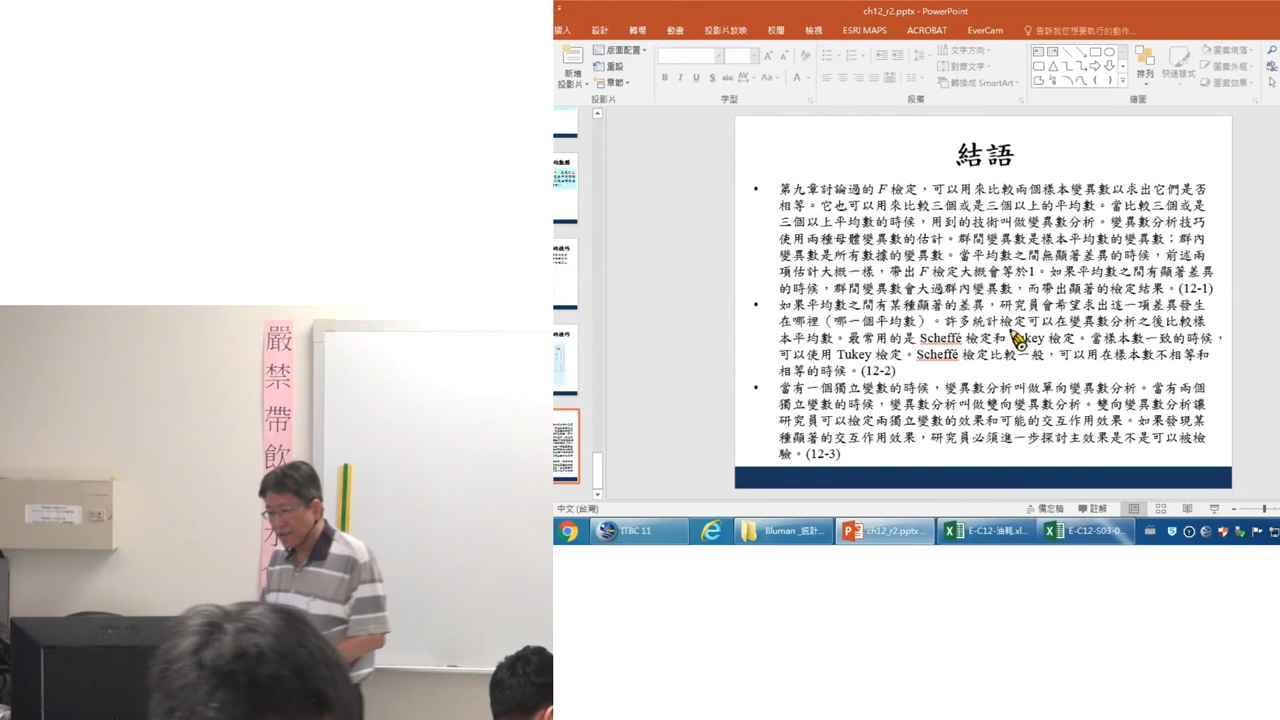 ch12_r2.pptx - PowerPoint
插入 設計 轉場 動畫 投影片放映 校閱 檢視 ESRI MAPS ACROBAT EverCam 告訴我您想要執行的動作...
新增
投影片
版面配置
重設
章節
文字方向
對齊文字
轉換成 SmartArt
排列
快速樣式
圖案填滿
圖案外框
圖案效果
投影片 字型 段落 繪圖
結語
• 第九章討論過的 F 檢定，可以用來比較兩個樣本變異數以求出它們是否
相等。它也可以用來比較三個或是三個以上的平均數。當比較三個或是
三個以上平均數的時候，用到的技術叫做變異數分析。變異數分析技巧
使用兩種母體變異數的估計。群間變異數是樣本平均數的變異數；群內
變異數是所有數據的變異數。當平均數之間無顯著差異的時候，前述兩
項估計大概一樣，帶出 F 檢定大概會等於1。如果平均數之間有顯著差異
的時候，群間變異數會大過群內變異數，而帶出顯著的檢定結果。(12-1)
• 如果平均數之間有某種顯著的差異，研究員會希望求出這一項差異發生
在哪裡（哪一個平均數）。許多統計檢定可以在變異數分析之後比較樣
本平均數。最常用的是 Scheffé 檢定和 key 檢定。當樣本數一致的時候，
可以使用 Tukey 檢定。Scheffé 檢定比較一般，可以用在樣本數不相等和
相等的時候。(12-2)
• 當有一個獨立變數的時候，變異數分析叫做單向變異數分析。當有兩個
獨立變數的時候，變異數分析叫做雙向變異數分析。雙向變異數分析讓
研究員可以檢定兩獨立變數的效果和可能的交互作用效果。如果發現某
種顯著的交互作用效果，研究員必須進一步探討主效果是不是可以被檢
驗。(12-3)
中文 (台灣) 備忘稿 註解
ITBC 11 Bluman _統計... ch12_r2.pptx ... E-C12-油耗.xl... E-C12-S03-0...
嚴
禁
帶
飲